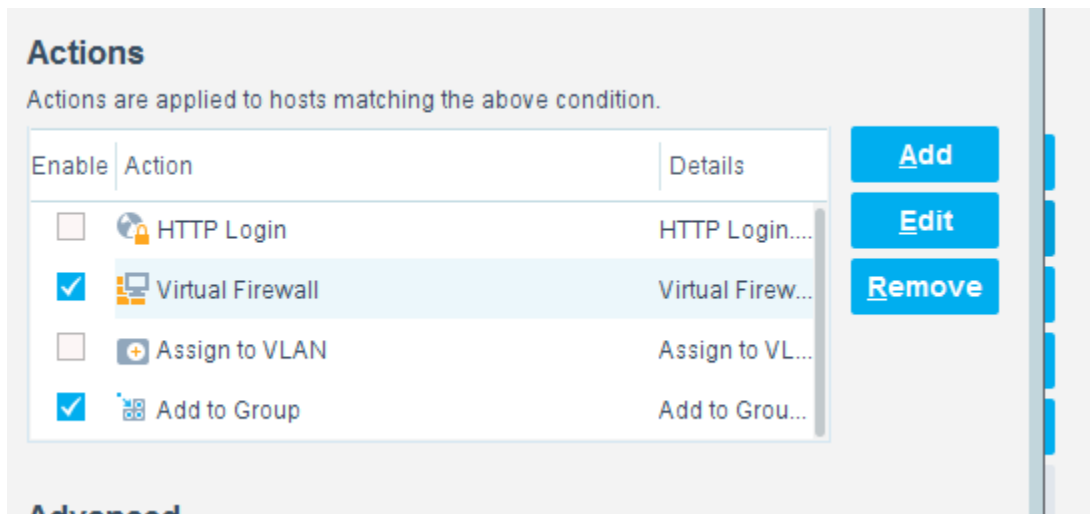 Actions
Actions are applied to hosts matching the above condition.
Enable Action Details
HTTP Login HTTP Login....
Virtual Firewall Virtual Firew...
Assign to VLAN Assign to VL...
Add to Group Add to Grou...
Add
Edit
Remove
Advanced